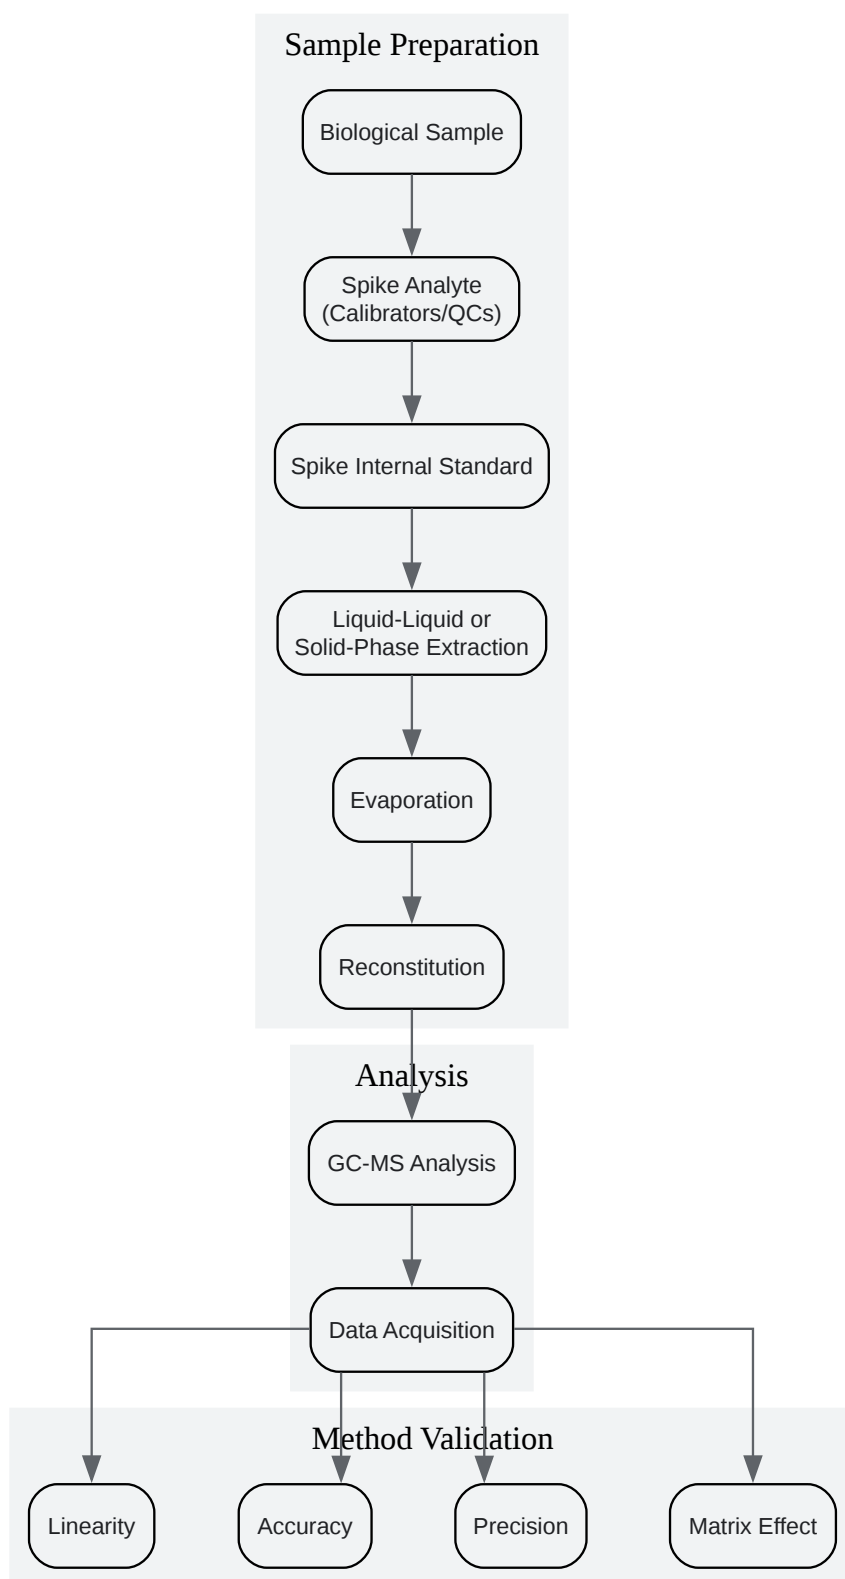 Sample Preparation
Biological Sample
Spike Analyte
(Calibrators/QCs)
Spike Internal Standard
Liquid-Liquid or
Solid-Phase Extraction
Evaporation
Reconstitution
Analysis
GC-MS Analysis
Data Acquisition
Method Validation
Linearity
Accuracy
Precision
Matrix Effect